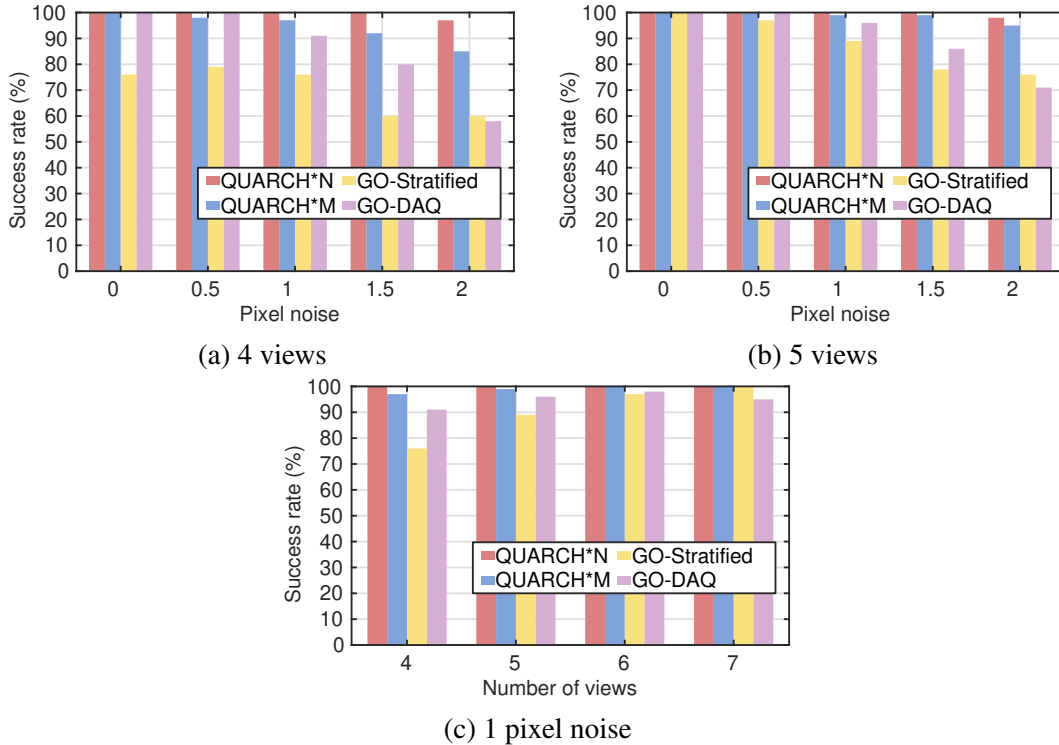 100
90
80
70
60
50
40
30
20
10
0
Success rate (%)
QUARCH*N GO-Stratified
QUARCH*M GO-DAQ
0 0.5 1 1.5 2
Pixel noise
(a) 4 views
100
90
80
70
60
50
40
30
20
10
0
Success rate (%)
QUARCH*N GO-Stratified
QUARCH*M GO-DAQ
0 0.5 1 1.5 2
Pixel noise
(b) 5 views
100
90
80
70
60
50
40
30
20
10
0
Success rate (%)
QUARCH*N GO-Stratified
QUARCH*M GO-DAQ
4 5 6 7
Number of views
(c) 1 pixel noise